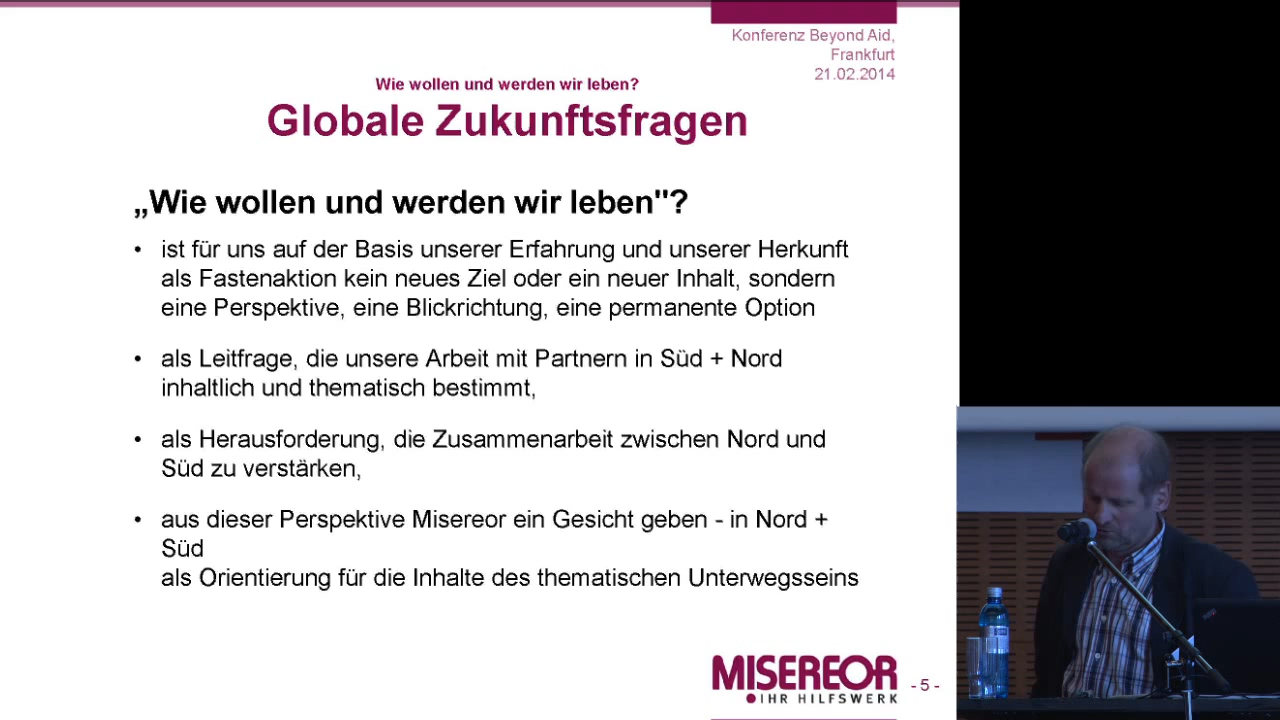 Konferenz Beyond Aid,
Frankfurt
21.02.2014
Wie wollen und werden wir leben?
Globale Zukunftsfragen
„Wie wollen und werden wir leben"?
• ist für uns auf der Basis unserer Erfahrung und unserer Herkunft
als Fastenaktion kein neues Ziel oder ein neuer Inhalt, sondern
eine Perspektive, eine Blickrichtung, eine permanente Option
• als Leitfrage, die unsere Arbeit mit Partnern in Süd + Nord
inhaltlich und thematisch bestimmt,
• als Herausforderung, die Zusammenarbeit zwischen Nord und
Süd zu verstärken,
• aus dieser Perspektive Misereor ein Gesicht geben - in Nord +
Süd
als Orientierung für die Inhalte des thematischen Unterwegsseins
MISEREOR
● IHR HILFSWERK
- 5 -